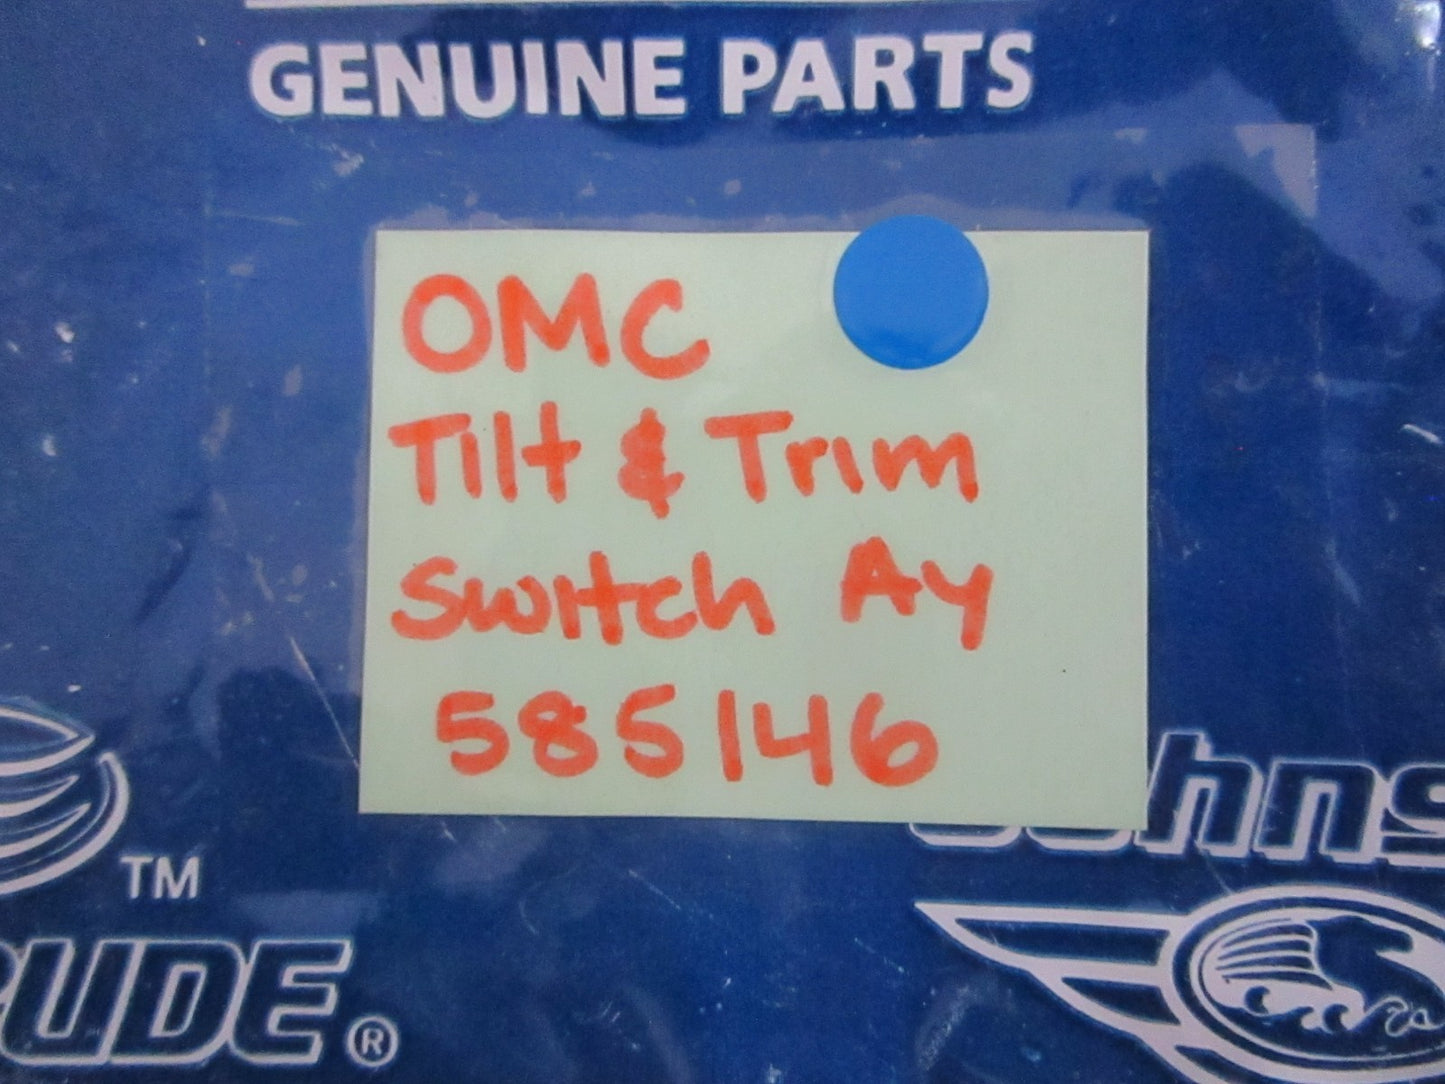 GENUINE PARTS
OMC
Tilt & Trim
Switch Ay
585146
TM
®